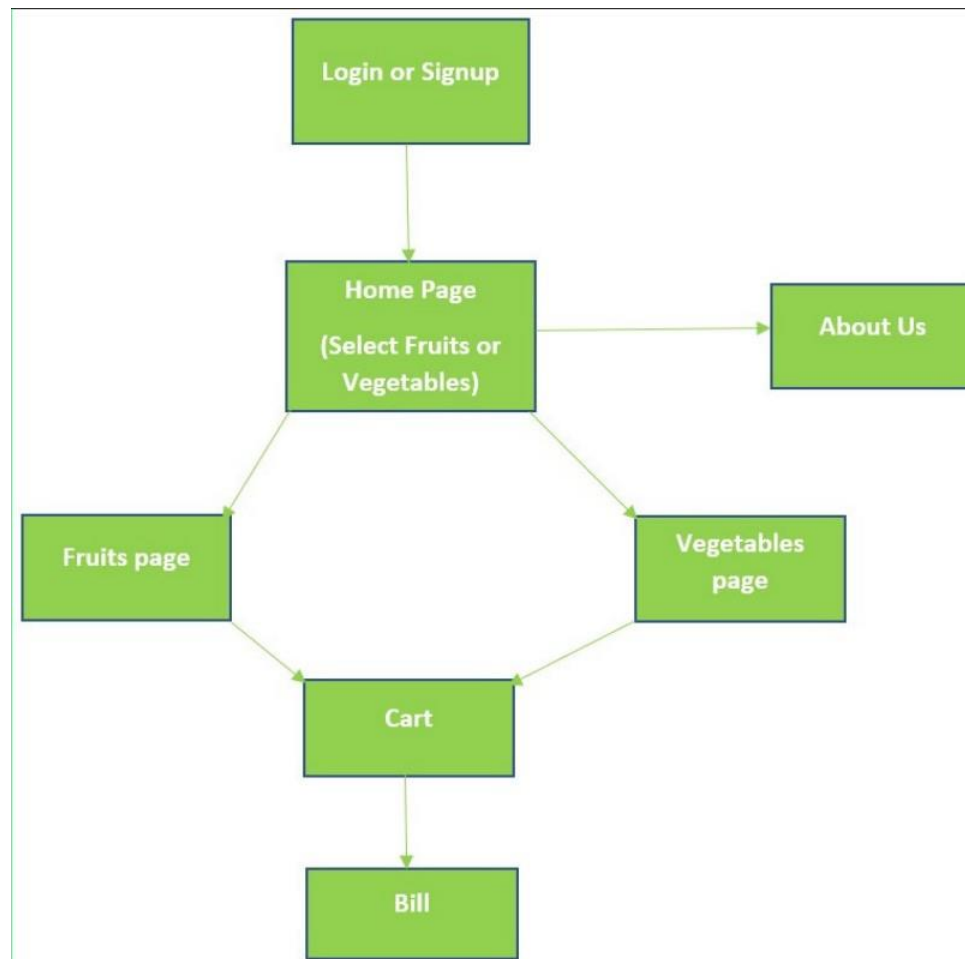 Login or Signup
Home Page
(Select Fruits or
Vegetables)
About Us
Fruits page
Vegetables
page
Cart
Bill